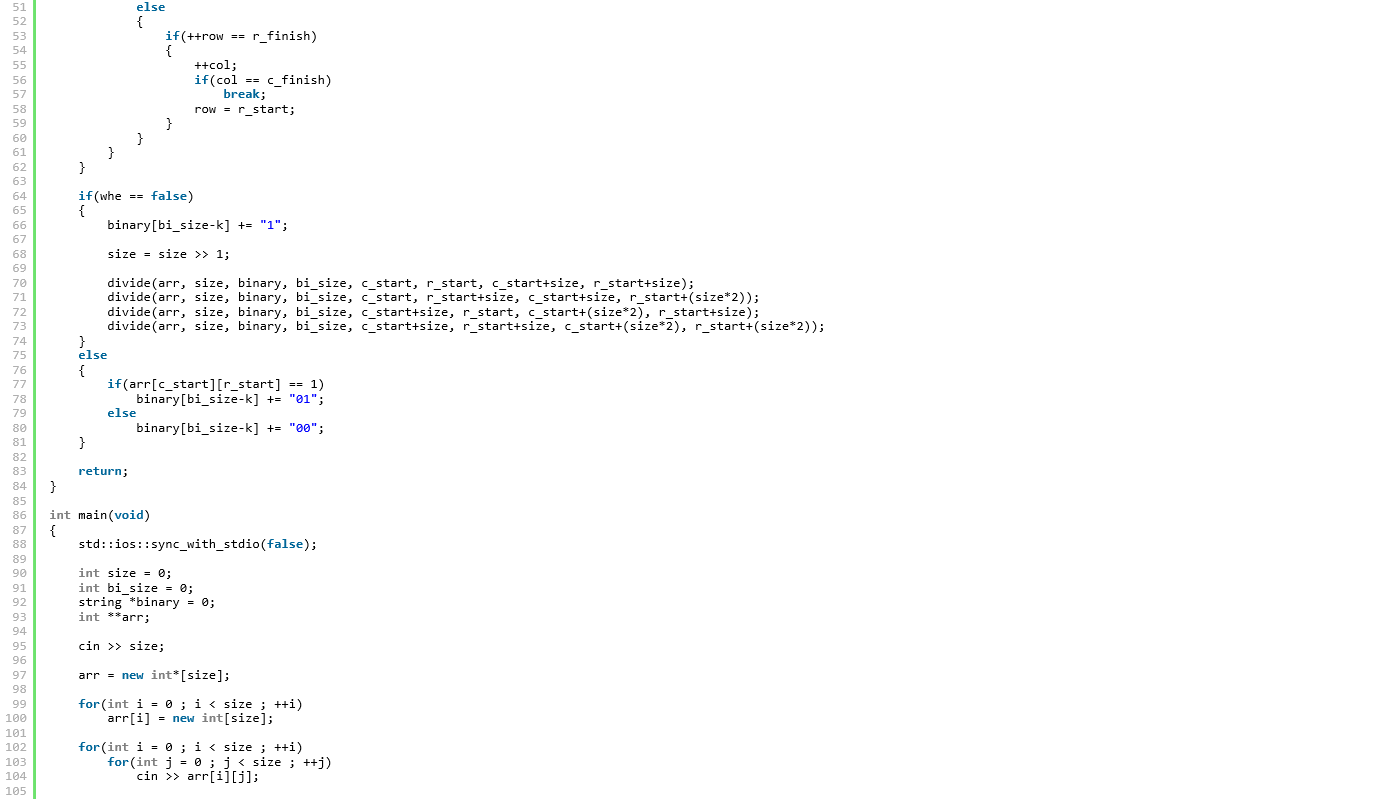 51 else
52 {
53 if(++row == r_finish)
54 {
55 ++col;
56 if(col == c_finish)
57 break;
58 row = r_start;
59 }
60 }
61 }
62 }
63
64 if(whe == false)
65 {
66 binary[bi_size-k] += "1";
67
68 size = size >> 1;
69
70 divide(arr, size, binary, bi_size, c_start, r_start, c_start+size, r_start+size);
71 divide(arr, size, binary, bi_size, c_start, r_start+size, c_start+size, r_start+(size*2));
72 divide(arr, size, binary, bi_size, c_start+size, r_start, c_start+(size*2), r_start+size);
73 divide(arr, size, binary, bi_size, c_start+size, r_start+size, c_start+(size*2), r_start+(size*2));
74 }
75 else
76 {
77 if(arr[c_start][r_start] == 1)
78 binary[bi_size-k] += "01";
79 else
80 binary[bi_size-k] += "00";
81 }
82
83 return;
84 }
85
86 int main(void)
87 {
88 std::ios::sync_with_stdio(false);
89
90 int size = 0;
91 int bi_size = 0;
92 string *binary = 0;
93 int **arr;
94
95 cin >> size;
96
97 arr = new int*[size];
98
99 for(int i = 0 ; i < size ; ++i)
100 arr[i] = new int[size];
101
102 for(int i = 0 ; i < size ; ++i)
103 for(int j = 0 ; j < size ; ++j)
104 cin >> arr[i][j];
105